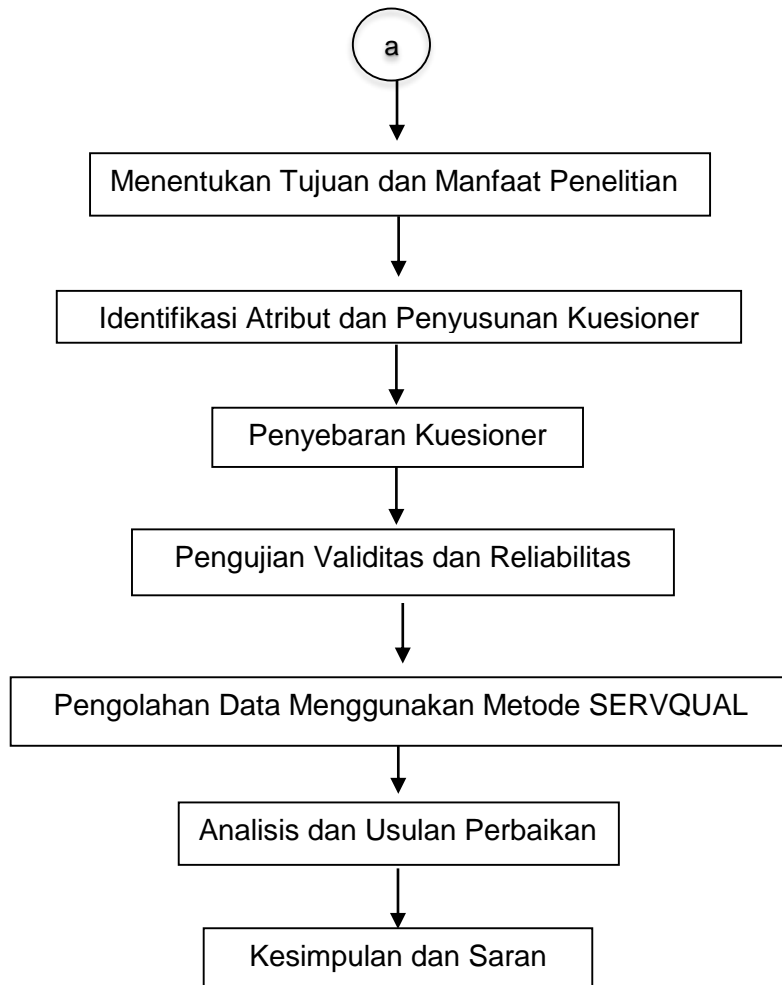 a
Menentukan Tujuan dan Manfaat Penelitian
Identifikasi Atribut dan Penyusunan Kuesioner
Penyebaran Kuesioner
Pengujian Validitas dan Reliabilitas
Pengolahan Data Menggunakan Metode SERVQUAL
Analisis dan Usulan Perbaikan
Kesimpulan dan Saran